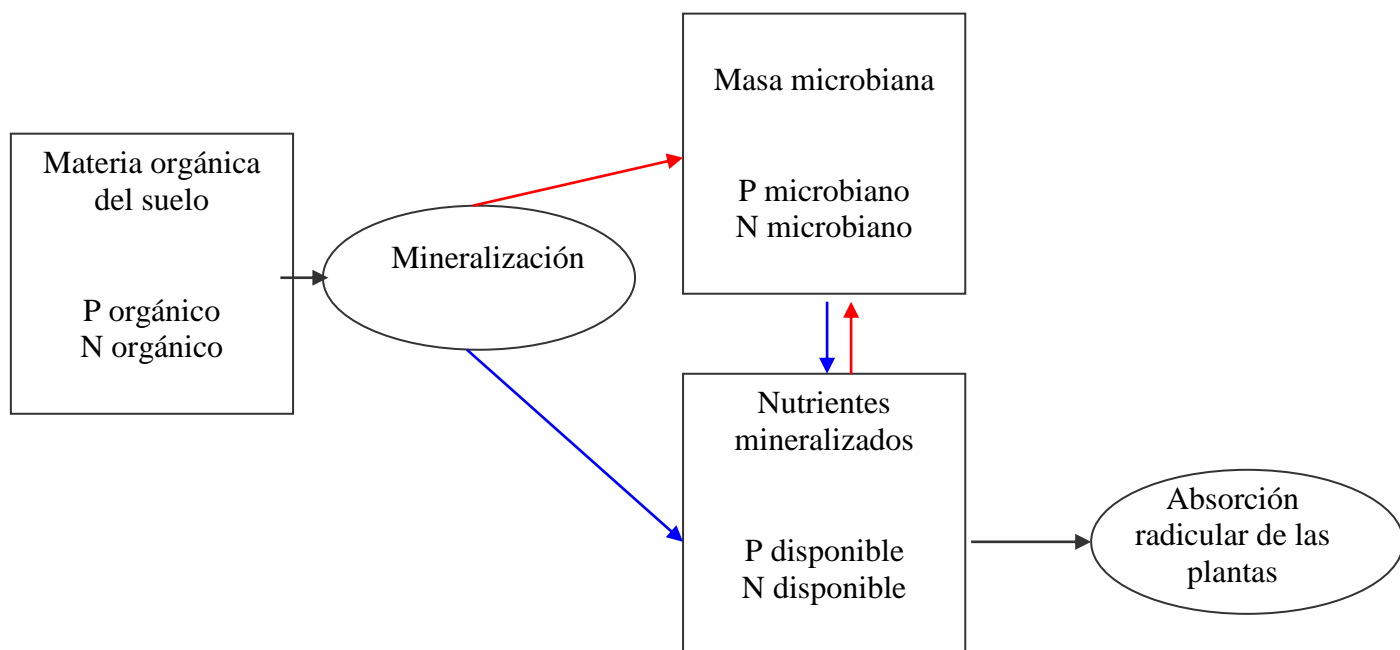 Masa microbiana
P microbiano
N microbiano
Materia orgánica
del suelo
P orgánico
N orgánico
Mineralización
Nutrientes
mineralizados
P disponible
N disponible
Absorción
radicular de las
plantas